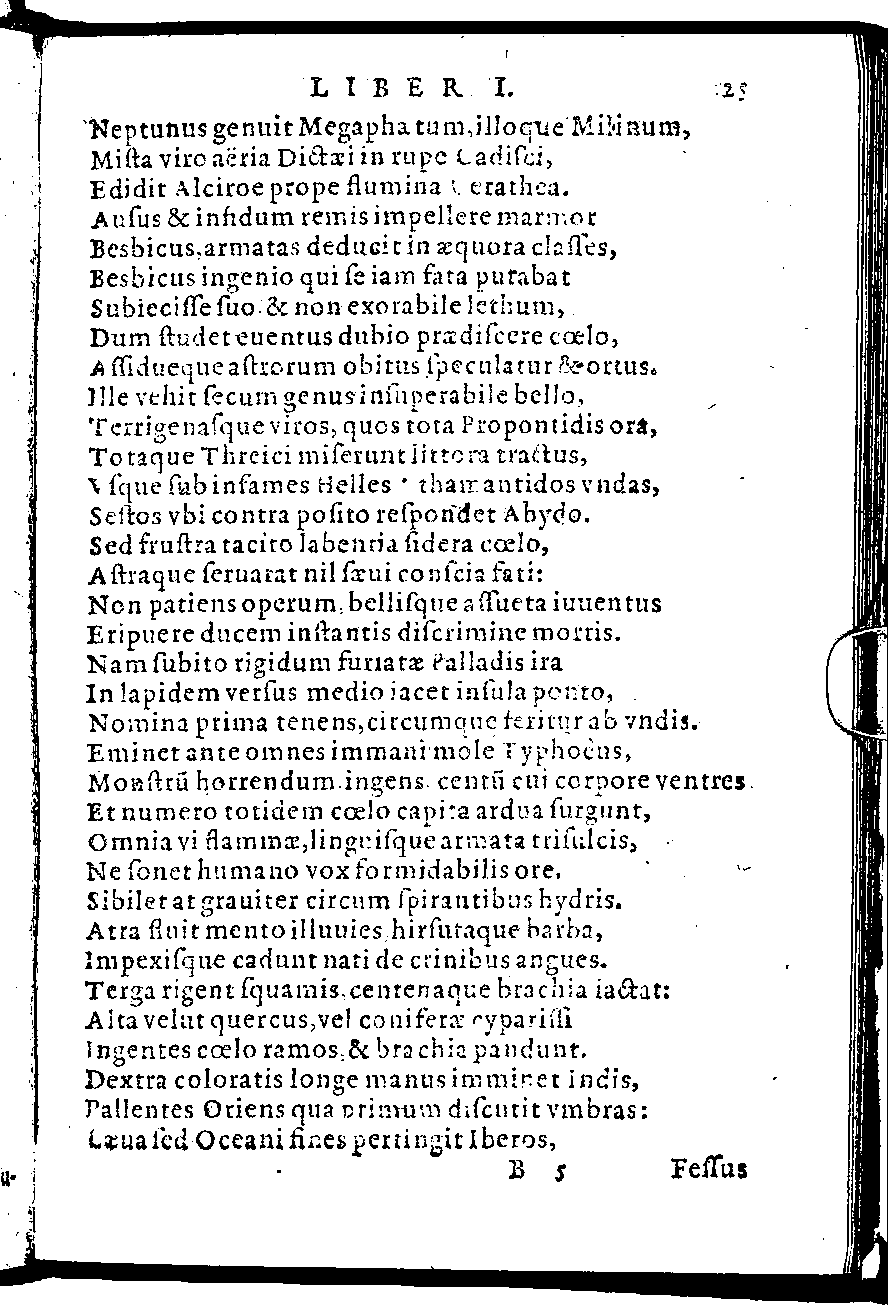 LIBER I. 25
Neptunus genuit Megaphatum, illoque
Miſta viro aëria Dictæi in rupe Cadiſci,
Edidit Alciroe prope flumina
Auſus & infidum remis impellere marmor
Besbicus, armatas deducit in æquora claſſes,
Besbicus ingenio qui ſe iam fata putabat
Subieciſſe ſuo. & non exorabile lethum,
Dum ſtudet euentus dubio prædiſcere cœlo,
Aſſidueque aſtrorum obitus ſpeculatur & ortus.
Ille vehit ſecum genus inſuperabile bello,
Terrigenaſque viros, quos tota Propontidis ora,
Totaque Threici miſerunt littora tractus,
Vſque ſub infames Helles vndas,
Seſtos vbi contra poſito reſpondet Abydo.
Sed fruſtra tacito labentia ſidera cœlo,
Aſtraque ſeruarat nil ſæui conſcia fati:
Non patiens operum, belliſque aſſueta iuuentus
Eripuere ducem inſtantis diſcrimine mortis.
Nam ſubito rigidum furiatæ Palladis ira
In lapidem verſus medio iacet inſula ponto,
Nomina prima tenens, circumque feritur ab vndis.
Eminet ante omnes immani mole Typhoëus,
Monſtrū horrendum. ingens. centū cui corpore ventres.
Et numero totidem cœlo capita ardua ſurgunt,
Omnia vi flammæ, linguiſque armata triſulcis,
Ne ſonet humano vox formidabilis ore.
Sibilet at grauiter circum ſpirantibus hydris.
Atra fluit mento illuuies, hirſutaque barba,
Impexiſque cadunt nati de crinibus angues.
Terga rigent ſquamis, centenaque brachia iactat:
Alta velut quercus, vel coniferæ cypariſſi
Ingentes cœlo ramos, & brachia pandunt.
Dextra coloratis longe manus imminet indis,
Pallentes Oriens qua primum diſcutit vmbras:
Læua ſed Oceani fines pertingit Iberos,
B 5 Feſſus